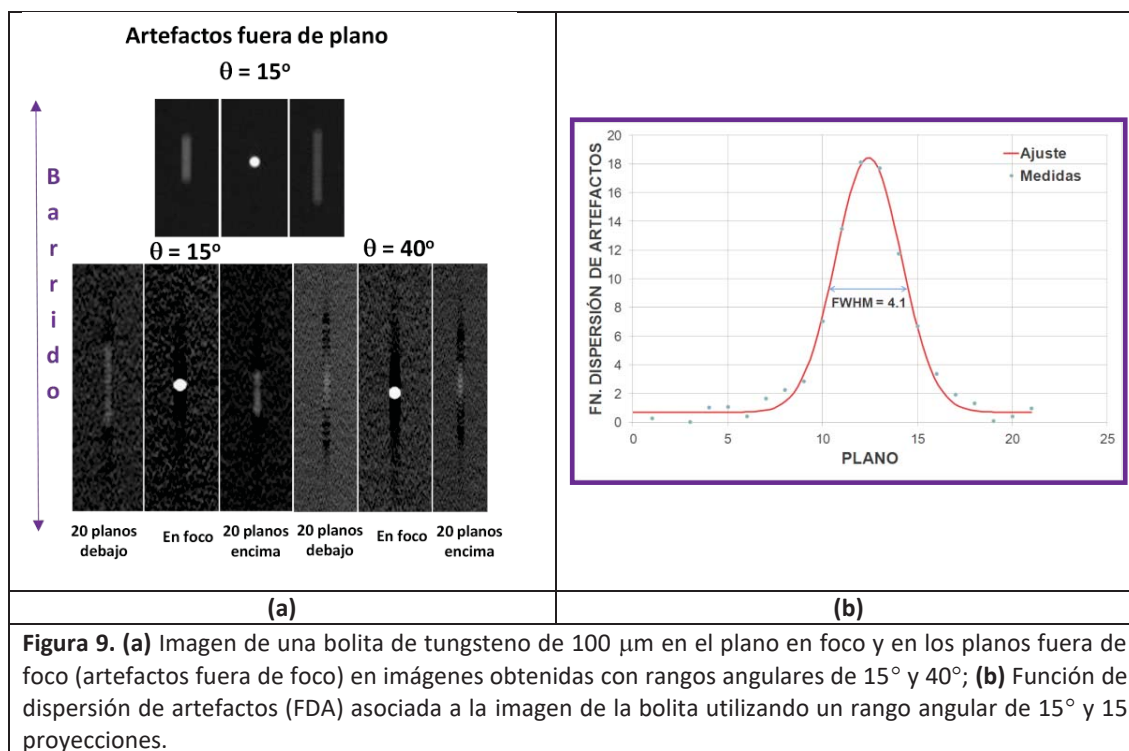 Artefactos fuera de plano
θ = 15°
Barrido
θ = 15°
θ = 40°
20 planos debajo
En foco
20 planos encima
20 planos debajo
En foco
20 planos encima
(a)
FN. DISPERSIÓN DE ARTEFACTOS
20
18
16
14
12
10
8
6
4
2
0
Ajuste
Medidas
FWHM = 4.1
0 5 10 15 20 25
PLANO
(b)
Figura 9. (a) Imagen de una bolita de tungsteno de 100 μm en el plano en foco y en los planos fuera de
foco (artefactos fuera de foco) en imágenes obtenidas con rangos angulares de 15° y 40°; (b) Función de
dispersión de artefactos (FDA) asociada a la imagen de la bolita utilizando un rango angular de 15° y 15
proyecciones.